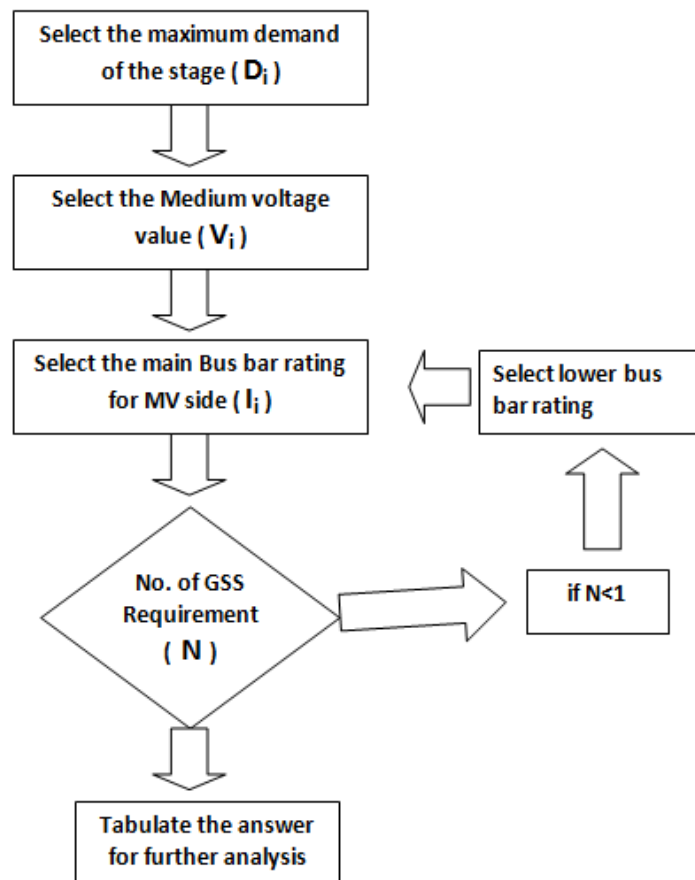 Select the maximum demand
of the stage ( Di )
Select the Medium voltage
value ( Vi )
Select the main Bus bar rating
for MV side ( Ii )
Select lower bus
bar rating
No. of GSS
Requirement
( N )
if N<1
Tabulate the answer
for further analysis